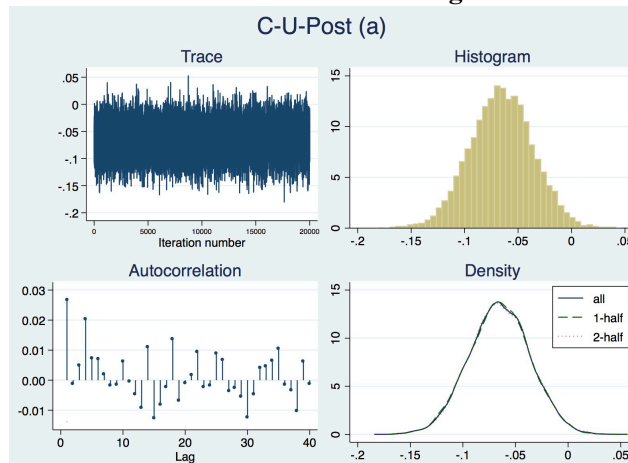 C-U-Post (a)
Trace
.05
0
-.05
-.1
-.15
-.2
0 5000 10000 15000 20000
Iteration number
Histogram
15
10
5
0
-.2 -.15 -.1 -.05 0 .05
Autocorrelation
0.03
0.02
0.01
0.00
-0.01
0 10 20 30 40
Lag
Density
all
1-half
2-half
15
10
5
0
-.2 -.15 -.1 -.05 0 .05